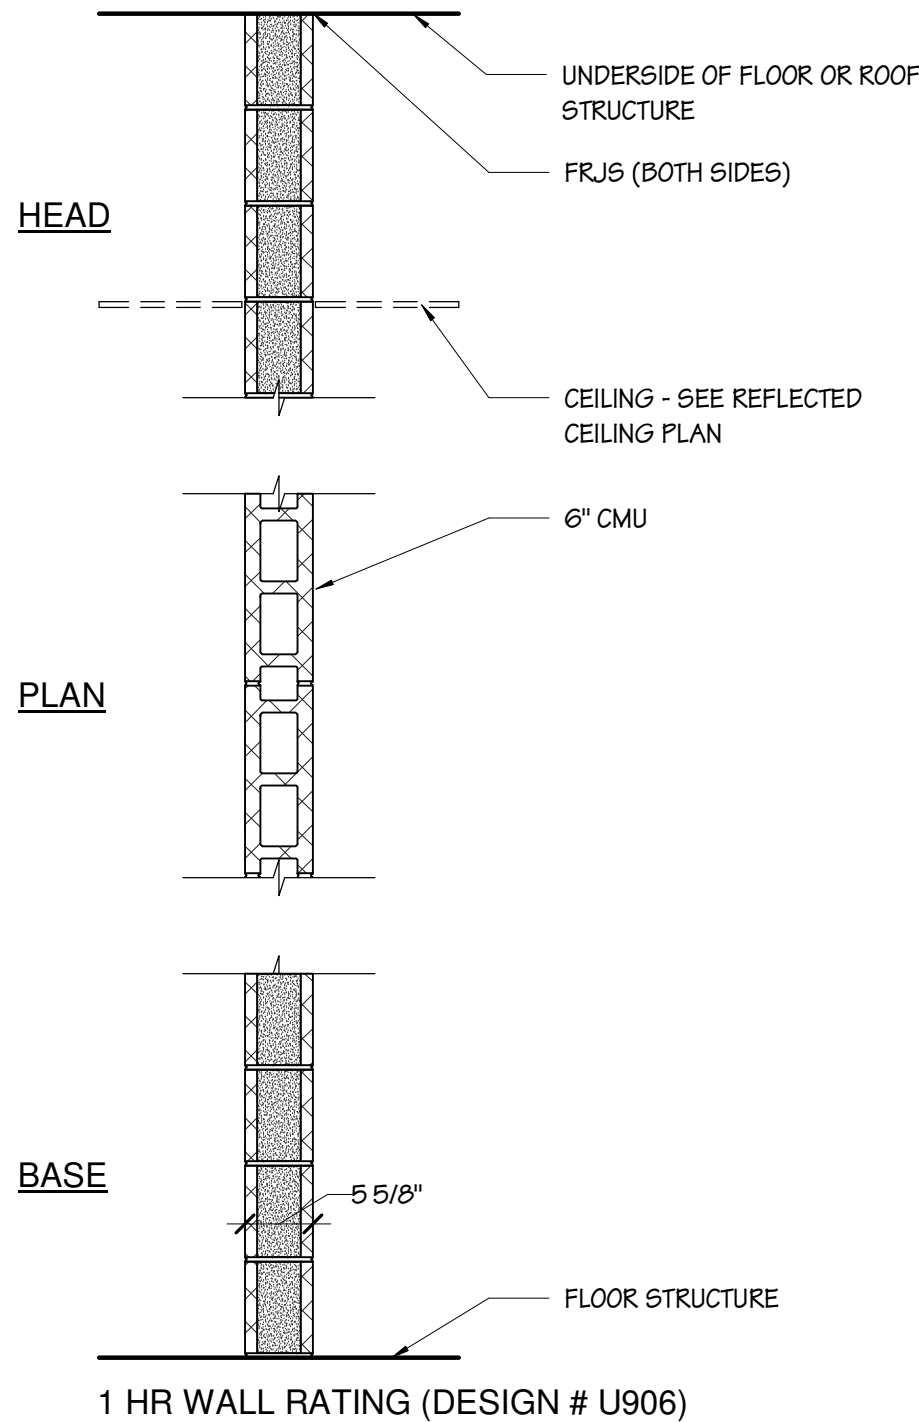 UNDERSIDE OF FLOOR OR ROOF
STRUCTURE
FRJS (BOTH SIDES)
HEAD
CEILING - SEE REFLECTED
CEILING PLAN
6" CMU
PLAN
BASE
5 5/8"
FLOOR STRUCTURE
1 HR WALL RATING (DESIGN # U906)